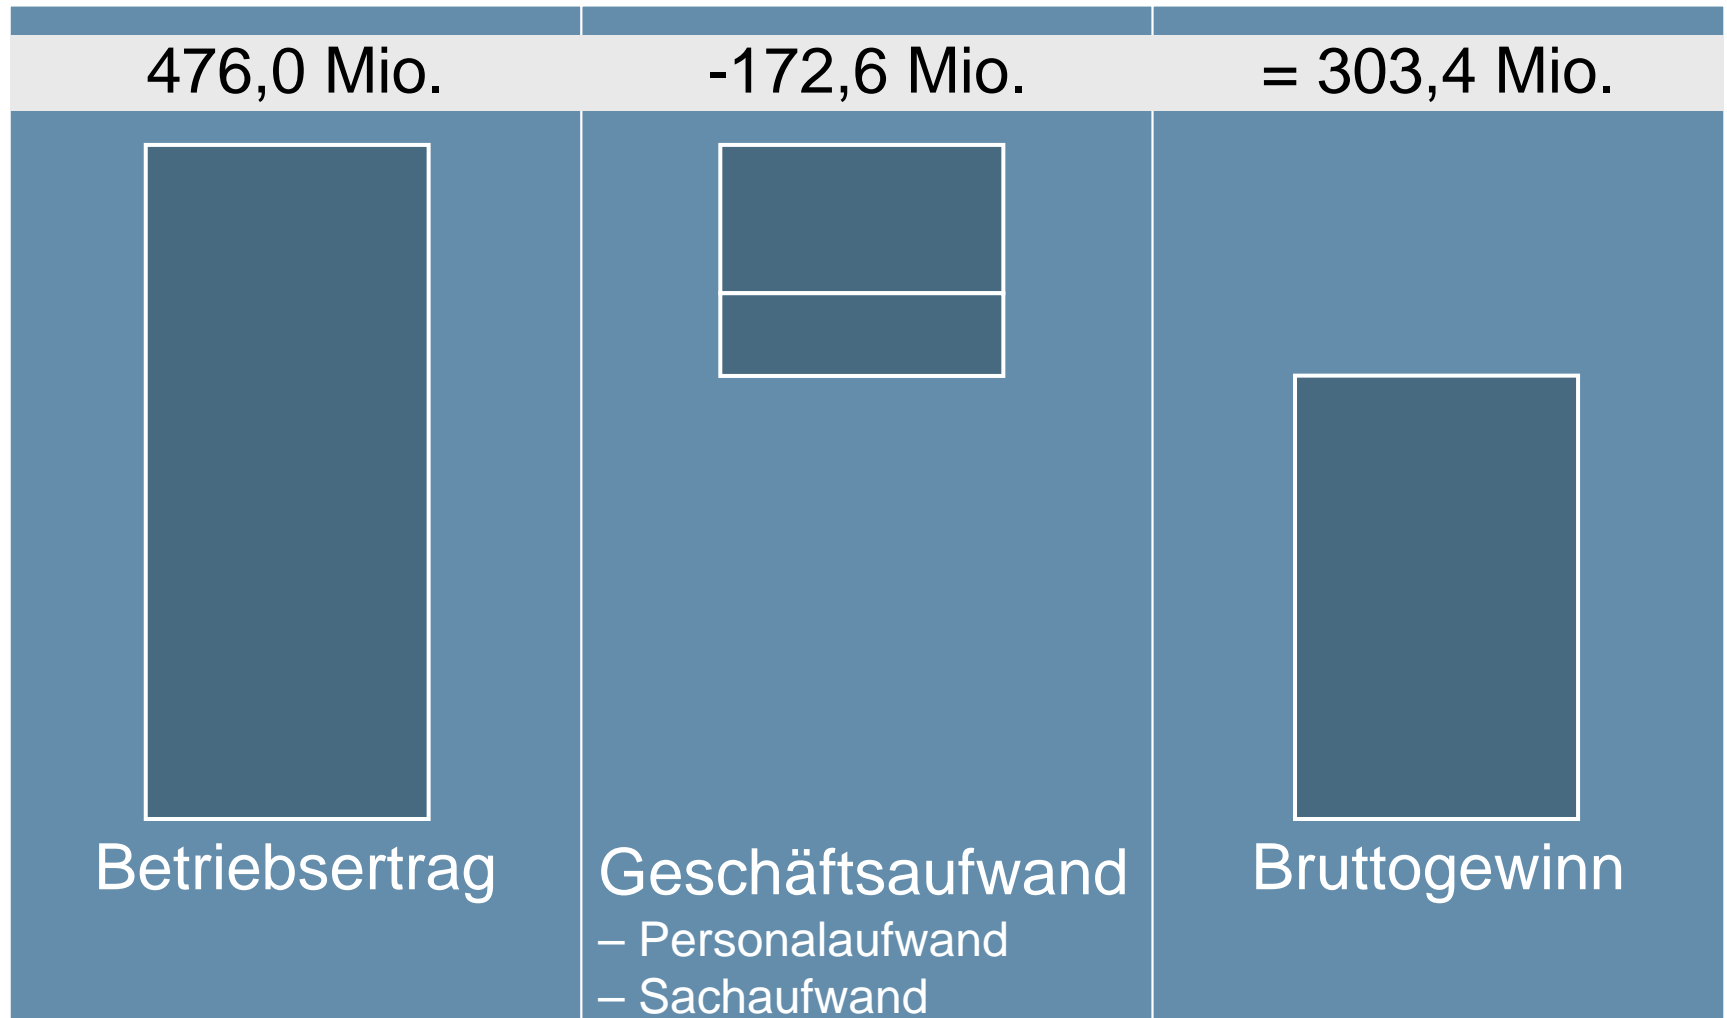 476,0 Mio.
-172,6 Mio.
= 303,4 Mio.
Betriebsertrag
Geschäftsaufwand
– Personalaufwand
– Sachaufwand
Bruttogewinn